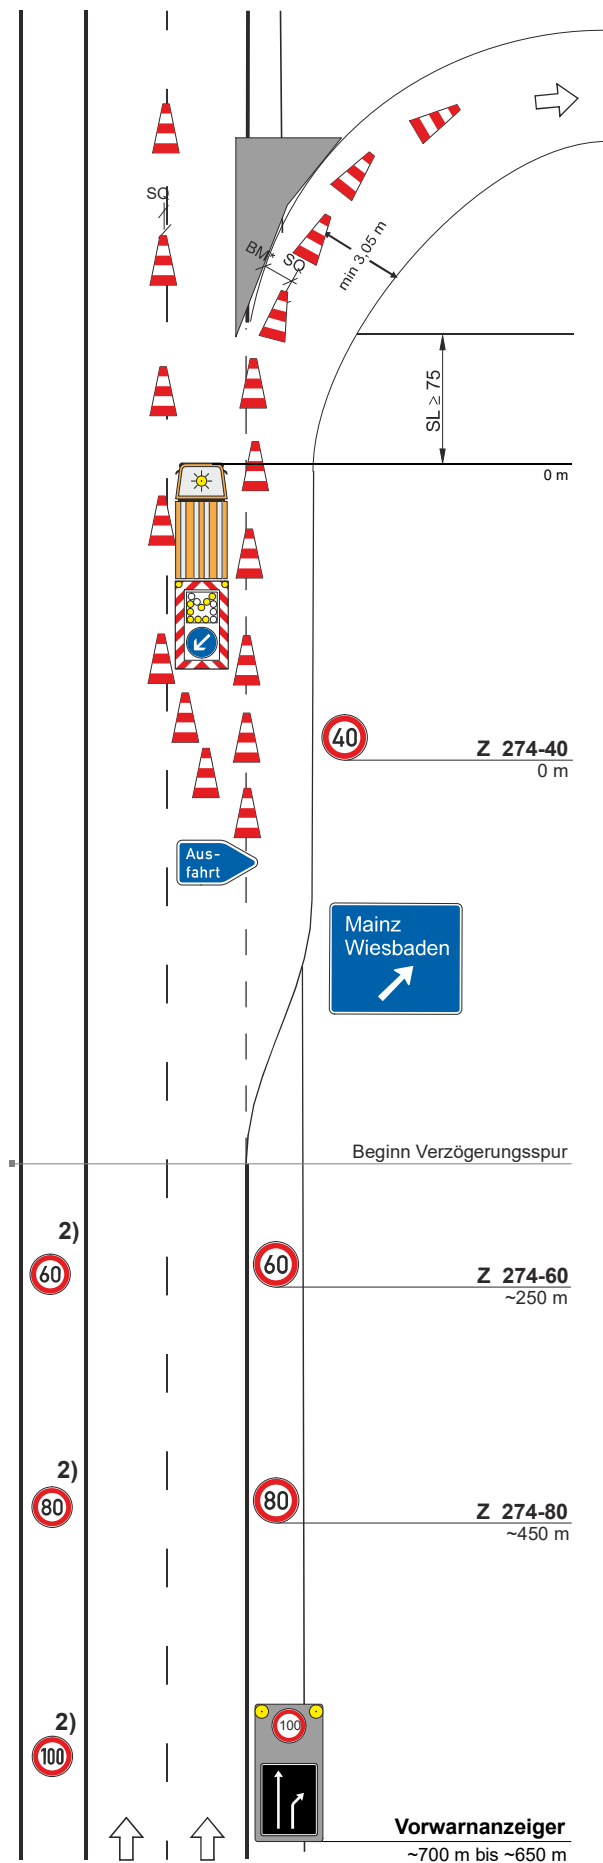 SQ
BM*
SQ
min 3,05 m
SL ≥ 75
0 m
40
Z 274-40
0 m
Aus-
fahrt
Mainz
Wiesbaden
Beginn Verzögerungsspur
2)
60
60
Z 274-60
~250 m
2)
80
80
Z 274-80
~450 m
2)
100
100
Vorwarnanzeiger
~700 m bis ~650 m